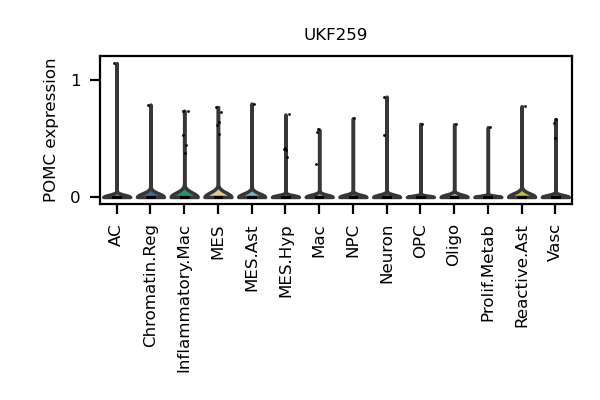 UKF259
POMC expression
1
0
AC
Chromatin.Reg
Inflammatory.Mac
MES
MES.Ast
MES.Hyp
Mac
NPC
Neuron
OPC
Oligo
Prolif.Metab
Reactive.Ast
Vasc